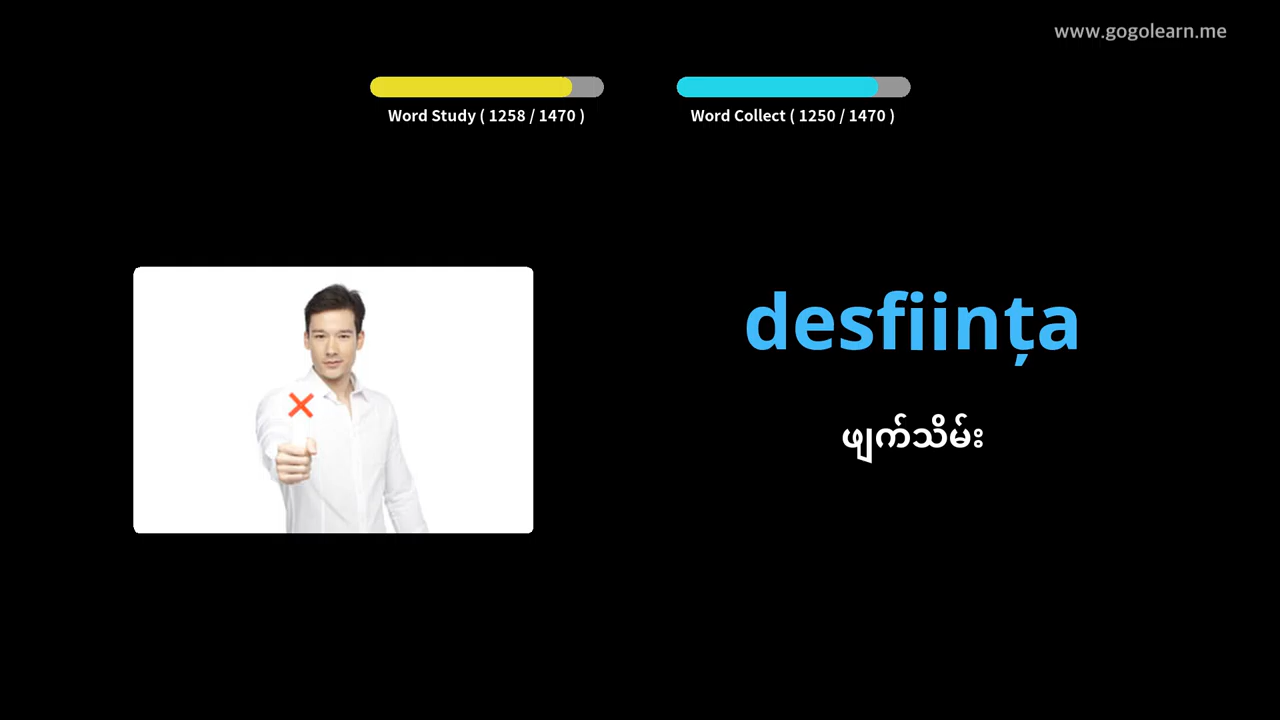 www.gogolearn.me
Word Study ( 1258 / 1470 )
Word Collect ( 1250 / 1470 )
desființa
ဖျက်သိမ်း